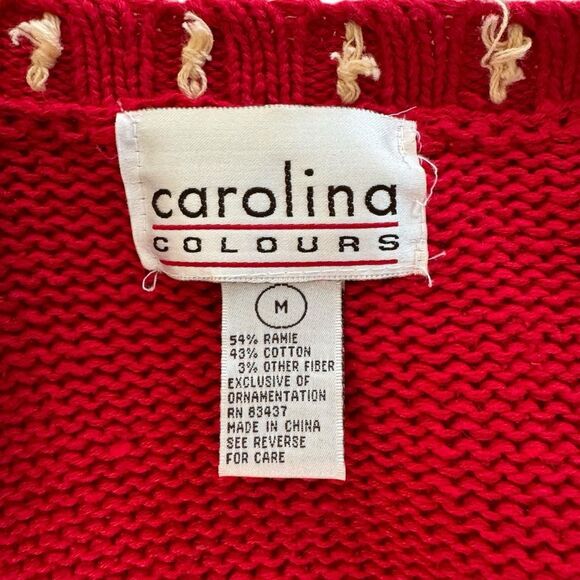 carolina
COLOURS
M
54% RAMIE
43% COTTON
3% OTHER FIBER
EXCLUSIVE OF
ORNAMENTATION
RN 83437
MADE IN CHINA
SEE REVERSE
FOR CARE